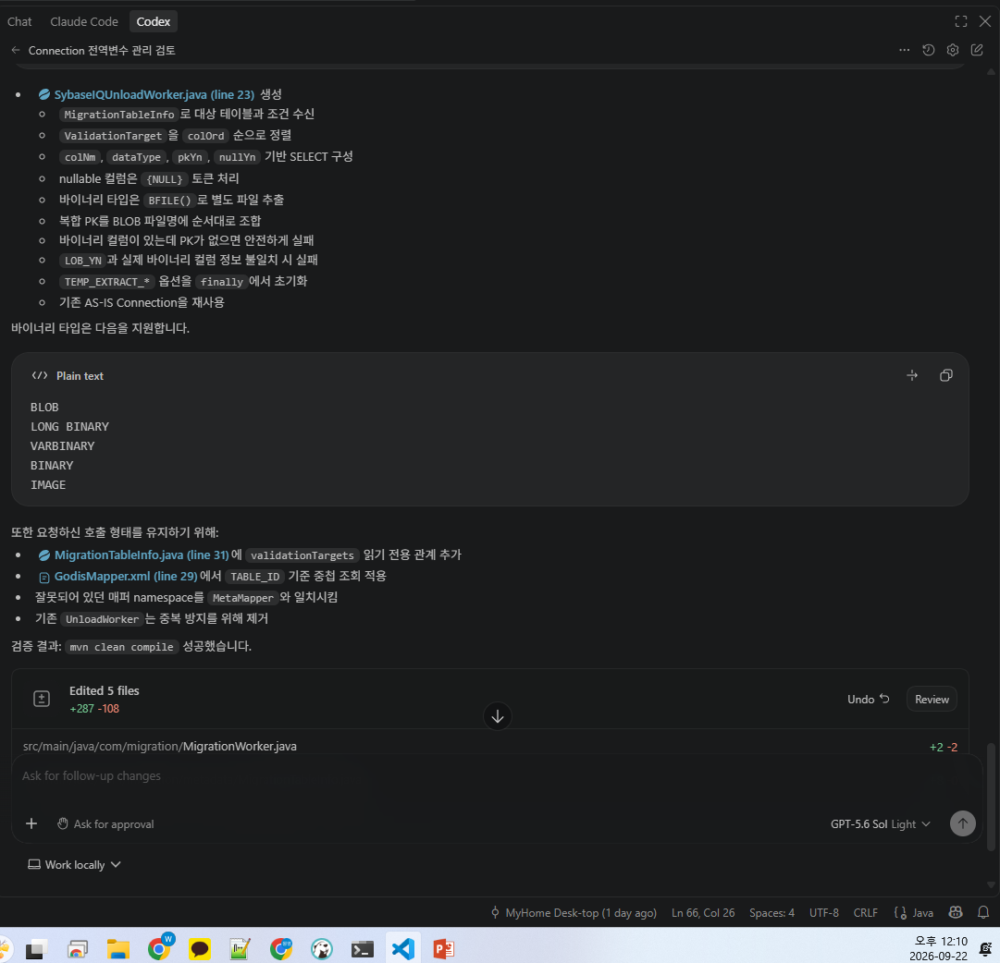 Chat Claude Code Codex
Connection 전역변수 관리 검토
SybaseIQUnloadWorker.java (line 23) 생성
MigrationTableInfo 로 대상 테이블과 조건 수신
ValidationTarget 을 colOrd 순으로 정렬
colNm, dataType, pkYn, nullYn 기반 SELECT 구성
nullable 컬럼은 {NULL} 토큰 처리
바이너리 타입은 BFILE() 로 별도 파일 추출
복합 PK를 BLOB 파일명에 순서대로 조합
바이너리 컬럼이 있는데 PK가 없으면 안전하게 실패
LOB_YN 과 실제 바이너리 컬럼 정보 불일치 시 실패
TEMP_EXTRACT_* 옵션을 finally 에서 초기화
기존 AS-IS Connection을 재사용
바이너리 타입은 다음을 지원합니다.
Plain text
BLOB
LONG BINARY
VARBINARY
BINARY
IMAGE
또한 요청하신 호출 형태를 유지하기 위해:
MigrationTableInfo.java (line 31) 에 validationTargets 읽기 전용 관계 추가
GodisMapper.xml (line 29) 에서 TABLE_ID 기준 중첩 조회 적용
잘못되어 있던 매퍼 namespace를 MetaMapper 와 일치시킴
기존 UnloadWorker 는 중복 방지를 위해 제거
검증 결과: mvn clean compile 성공했습니다.
Edited 5 files
+287 -108
Undo Review
src/main/java/com/migration/MigrationWorker.java +2 -2
Ask for follow-up changes
Ask for approval GPT-5.6 Sol Light
Work locally
MyHome Desk-top (1 day ago) Ln 66, Col 26 Spaces: 4 UTF-8 CRLF Java
W
오후 12:10
2026-09-22